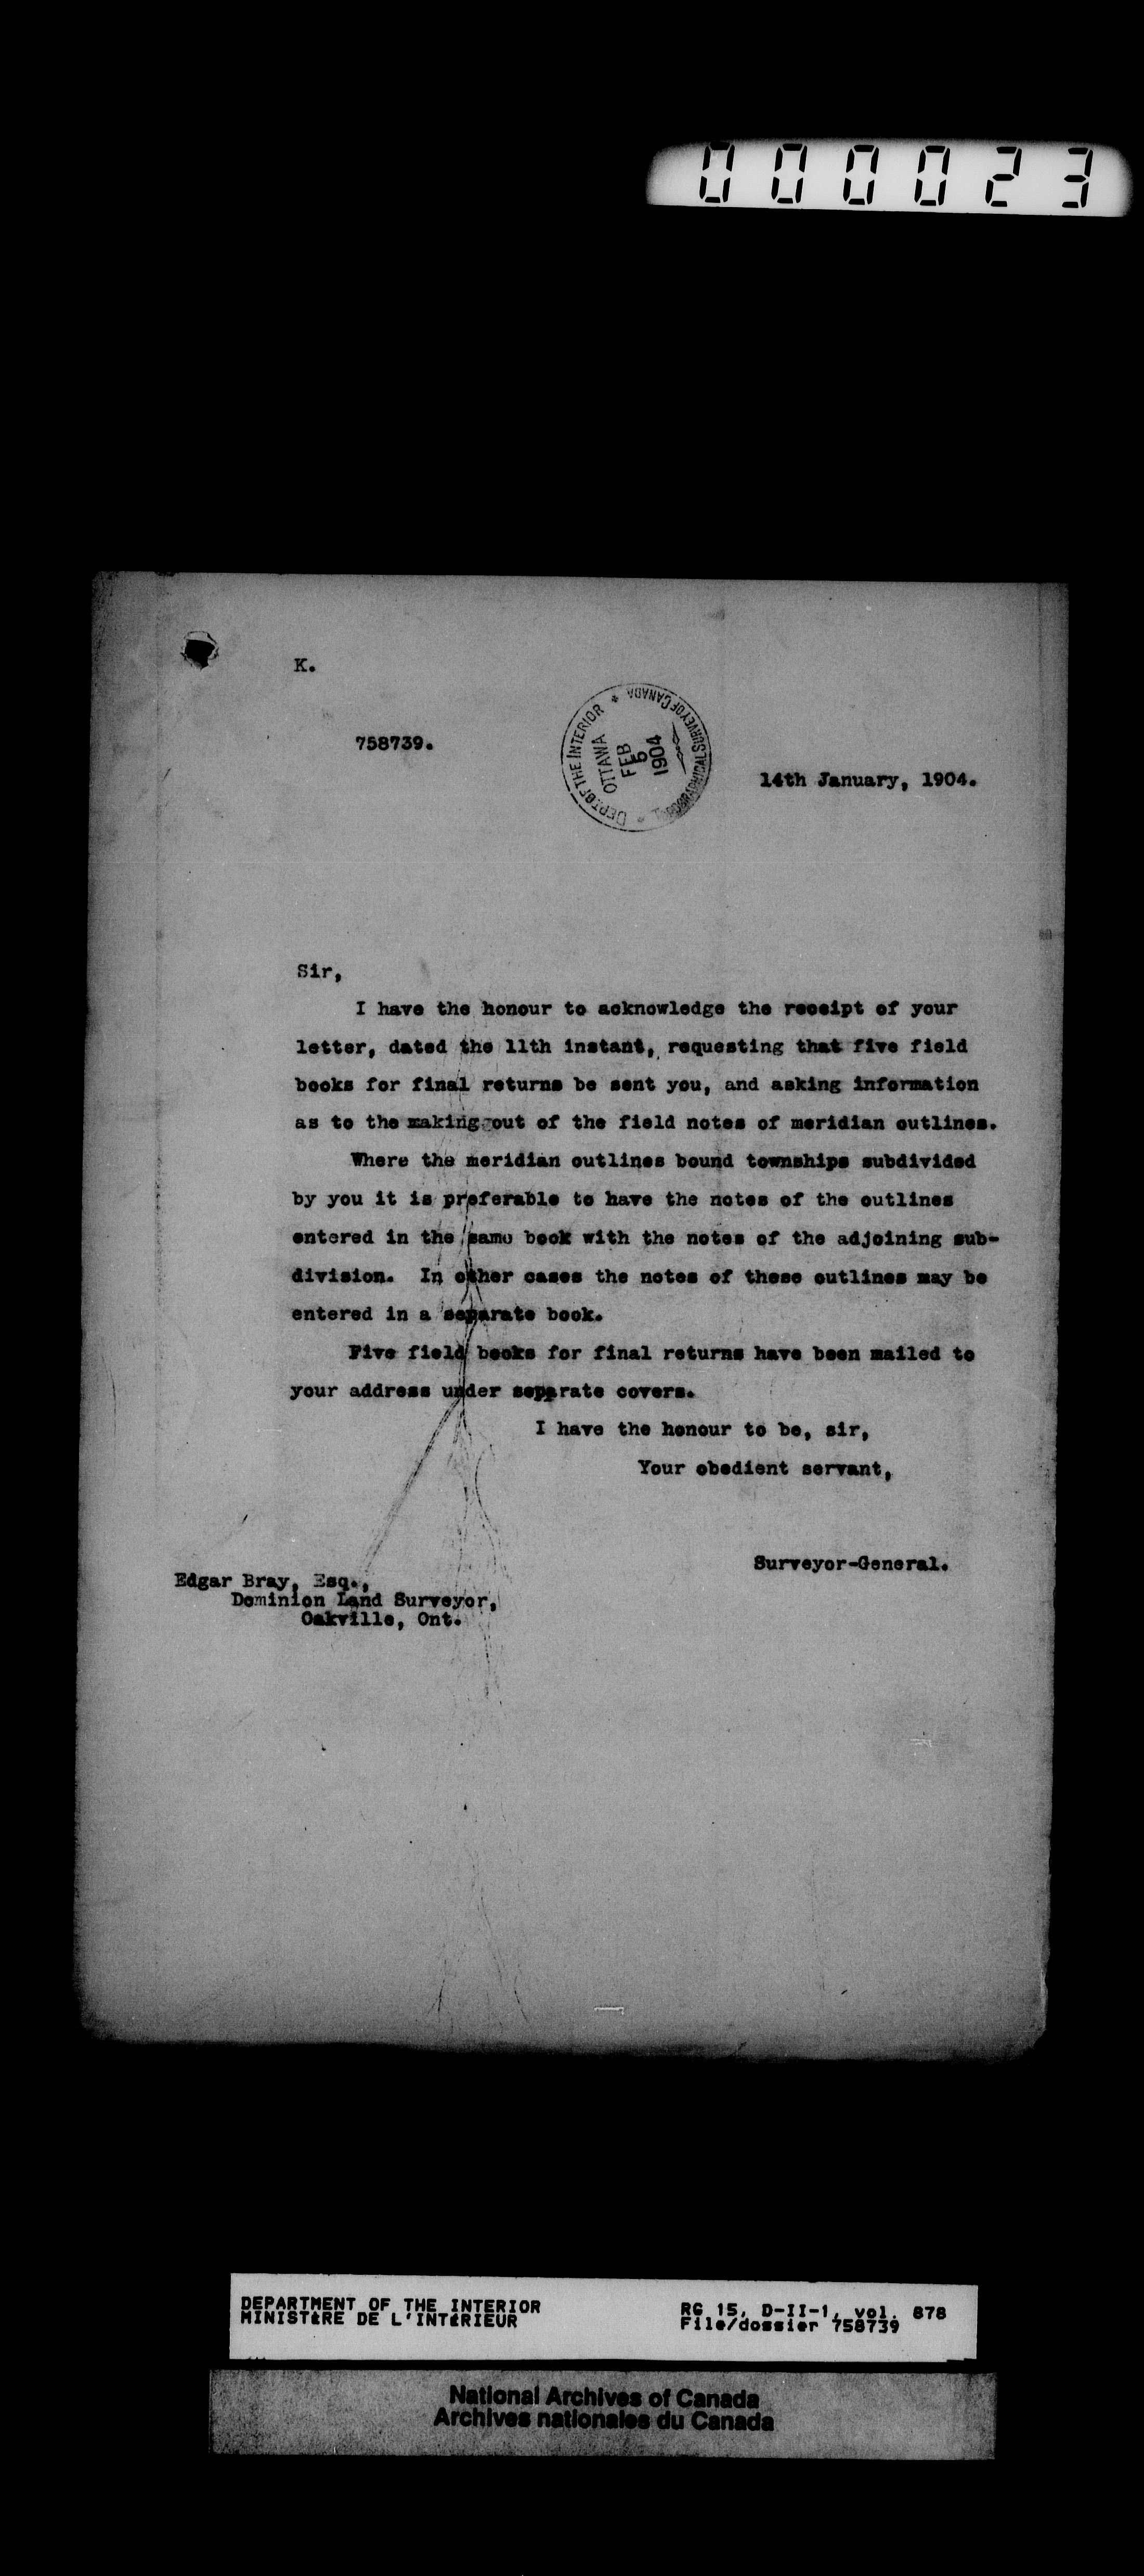 000023
K.
758739.
DEPT. OF THE INTERIOR * TOPOGRAPHICAL SURVEY OF CANADA *
OTTAWA
FEB
5
1904
14th January, 1904.
Sir,
I have the honour to acknowledge the receipt of your
letter, dated the 11th instant, requesting that five field
books for final returns be sent you, and asking information
as to the making out of the field notes of meridian outlines.
Where the meridian outlines bound townships subdivided
by you it is preferable to have the notes of the outlines
entered in the same book with the notes of the adjoining sub-
division. In other cases the notes of these outlines may be
entered in a separate book.
Five field books for final returns have been mailed to
your address under separate covers.
I have the honour to be, sir,
Your obedient servant,
Surveyor-General.
Edgar Bray, Esq.,
Dominion Land Surveyor,
Oakville, Ont.
DEPARTMENT OF THE INTERIOR
MINISTÈRE DE L'INTÉRIEUR
RG 15, D-II-1, vol. 878
File/dossier 758739
National Archives of Canada
Archives nationales du Canada